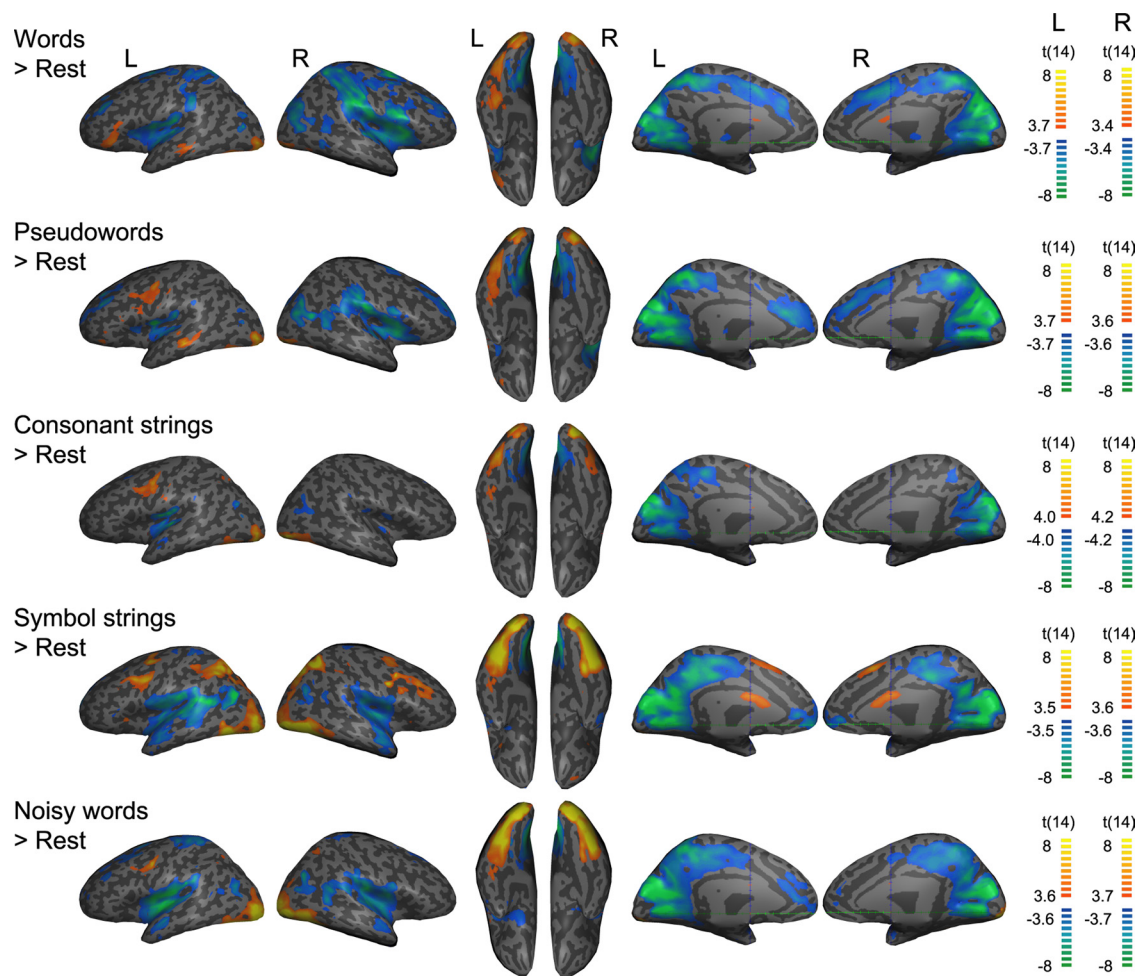 L R
L R
L R
L R
Words
> Rest
t(14) t(14)
8 8
3.7 3.4
-3.7 -3.4
-8 -8
Pseudowords
> Rest
t(14) t(14)
8 8
3.7 3.6
-3.7 -3.6
-8 -8
Consonant strings
> Rest
t(14) t(14)
8 8
4.0 4.2
-4.0 -4.2
-8 -8
Symbol strings
> Rest
t(14) t(14)
8 8
3.5 3.6
-3.5 -3.6
-8 -8
Noisy words
> Rest
t(14) t(14)
8 8
3.6 3.7
-3.6 -3.7
-8 -8